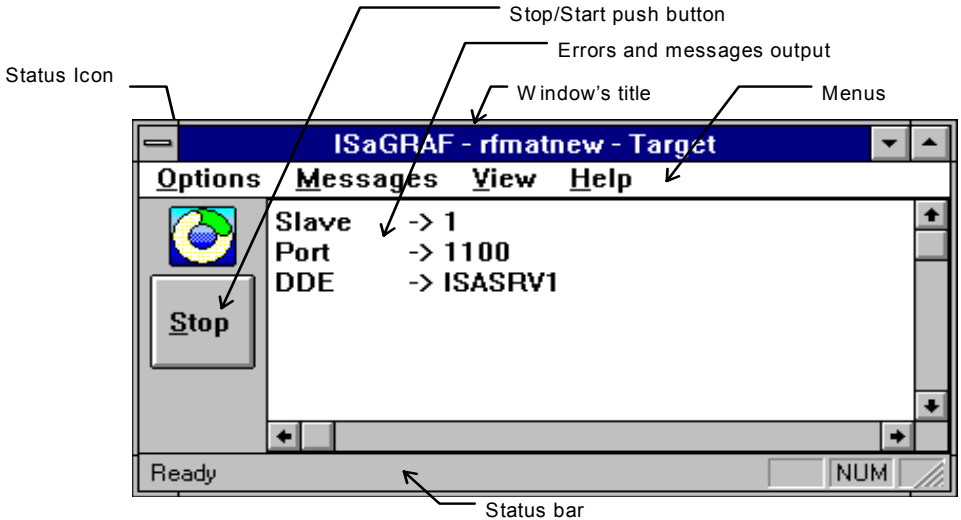 Stop/Start push button
Errors and messages output
Status Icon
Window's title
Menus
ISaGRAF - rfmatnew - Target
Options Messages View Help
Slave -> 1
Port -> 1100
DDE -> ISASRV1
Stop
Ready NUM
Status bar